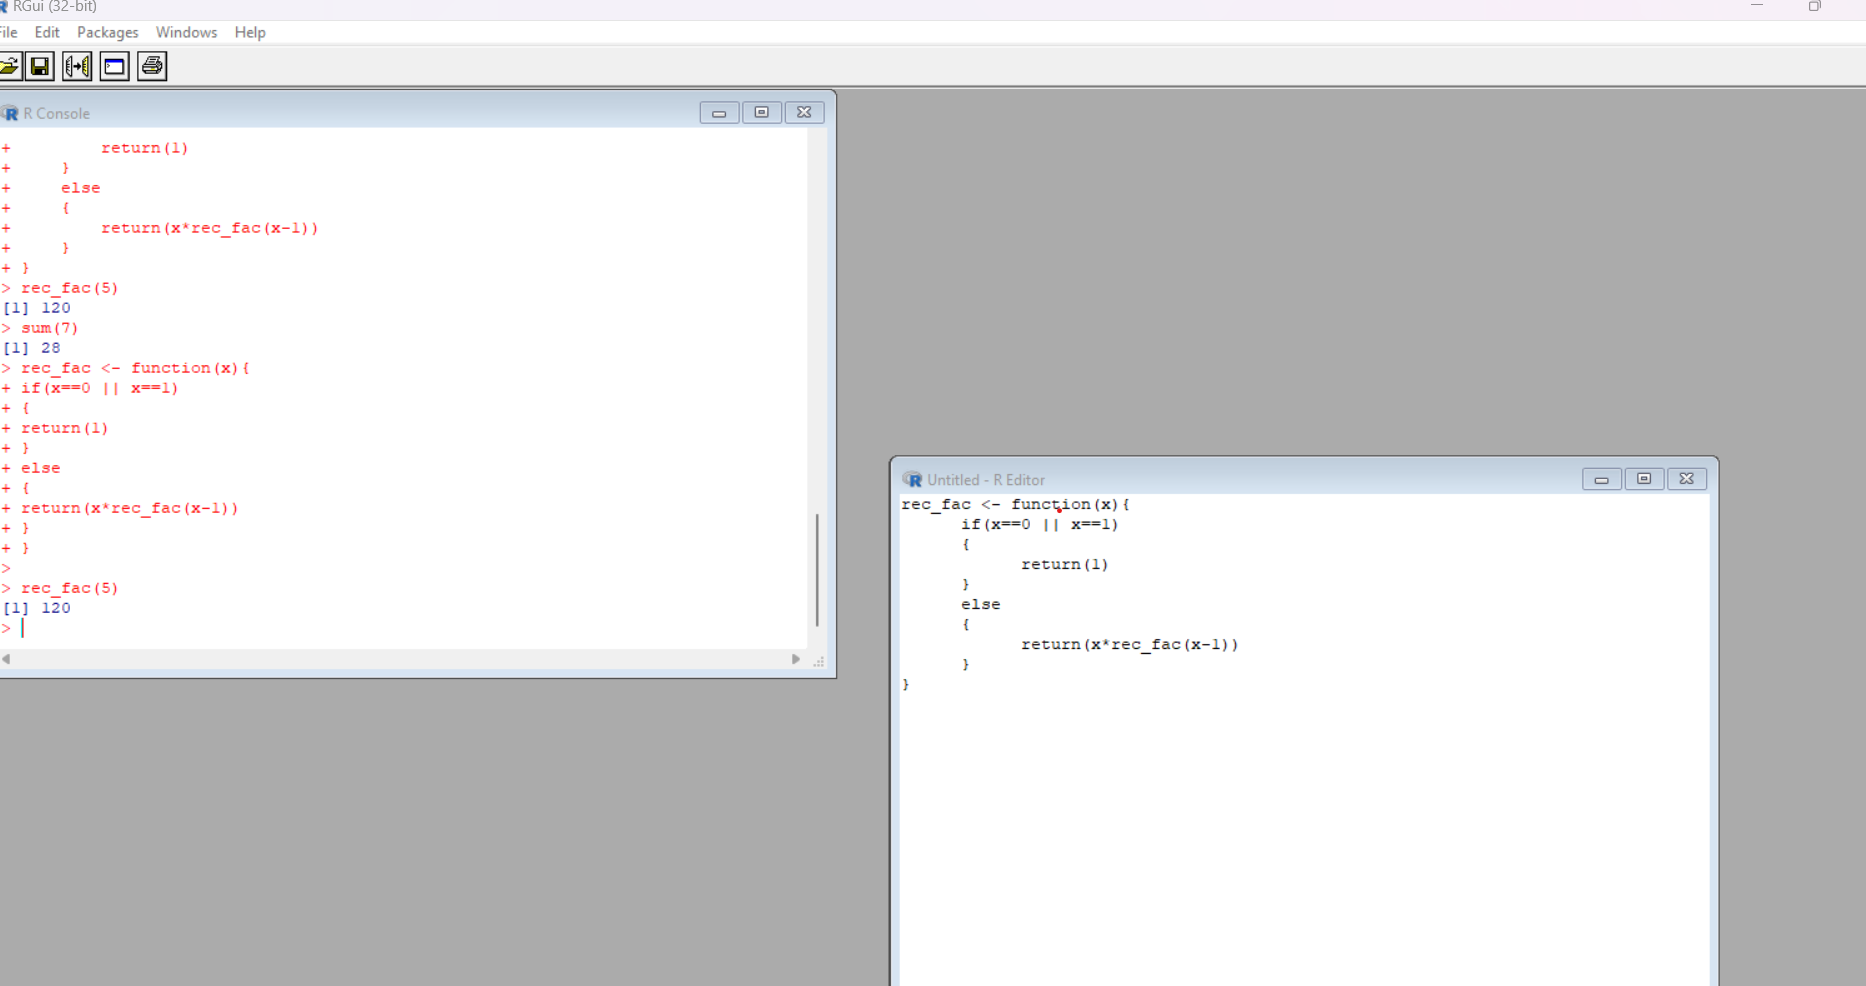 RGui (32-bit)
File Edit Packages Windows Help
R Console
+         return(1)
+     }
+     else
+     {
+         return(x*rec_fac(x-1))
+     }
+ }
> rec_fac(5)
[1] 120
> sum(7)
[1] 28
> rec_fac <- function(x){
+ if(x==0 || x==1)
+ {
+ return(1)
+ }
+ else
+ {
+ return(x*rec_fac(x-1))
+ }
+ }
>
> rec_fac(5)
[1] 120
>
Untitled - R Editor
rec_fac <- function(x){
      if(x==0 || x==1)
      {
            return(1)
      }
      else
      {
            return(x*rec_fac(x-1))
      }
}